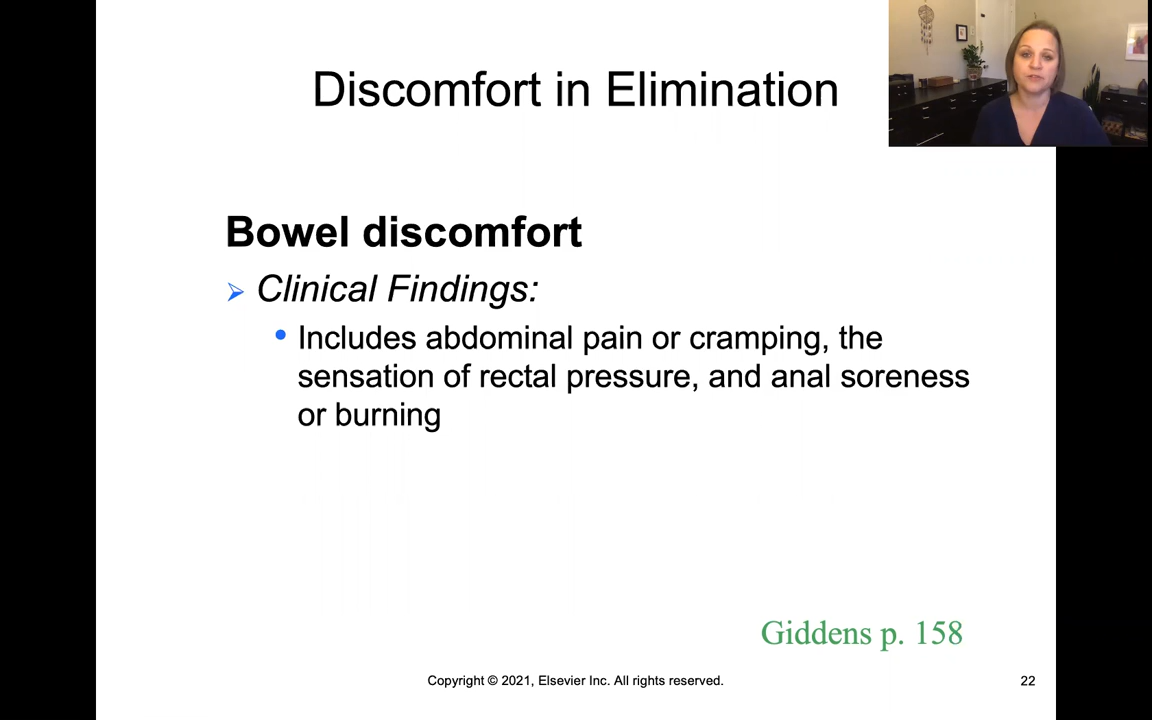 Discomfort in Elimination
Bowel discomfort
Clinical Findings:
Includes abdominal pain or cramping, the
sensation of rectal pressure, and anal soreness
or burning
Giddens p. 158
Copyright © 2021, Elsevier Inc. All rights reserved.
22